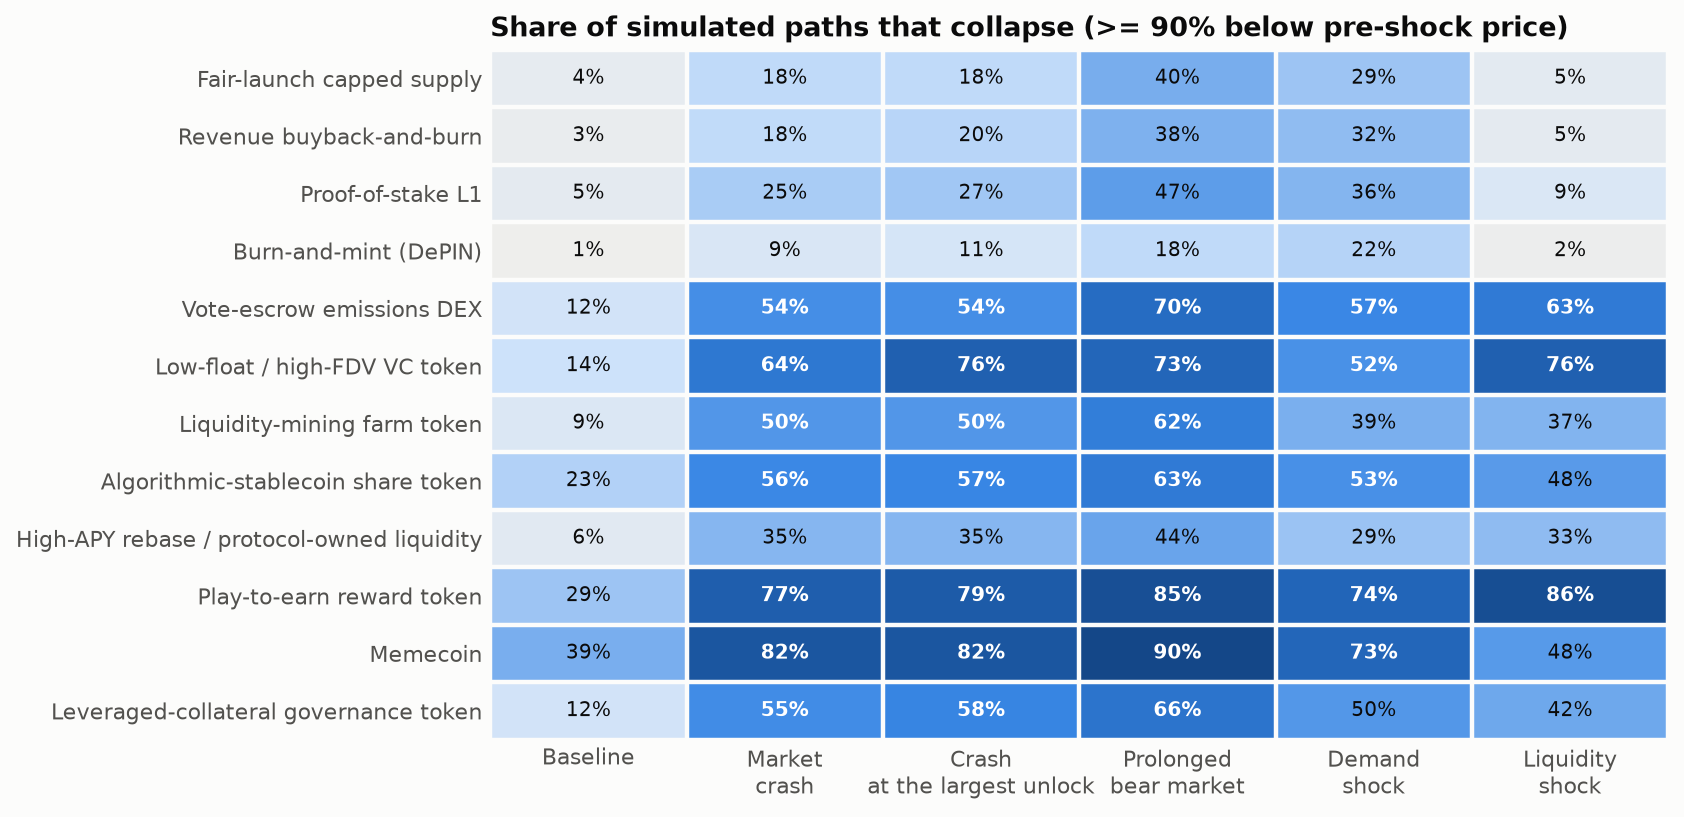 Share of simulated paths that collapse (>= 90% below pre-shock price)
Fair-launch capped supply 4% 18% 18% 40% 29% 5%
Revenue buyback-and-burn 3% 18% 20% 38% 32% 5%
Proof-of-stake L1 5% 25% 27% 47% 36% 9%
Burn-and-mint (DePIN) 1% 9% 11% 18% 22% 2%
Vote-escrow emissions DEX 12% 54% 54% 70% 57% 63%
Low-float / high-FDV VC token 14% 64% 76% 73% 52% 76%
Liquidity-mining farm token 9% 50% 50% 62% 39% 37%
Algorithmic-stablecoin share token 23% 56% 57% 63% 53% 48%
High-APY rebase / protocol-owned liquidity 6% 35% 35% 44% 29% 33%
Play-to-earn reward token 29% 77% 79% 85% 74% 86%
Memecoin 39% 82% 82% 90% 73% 48%
Leveraged-collateral governance token 12% 55% 58% 66% 50% 42%
Baseline Market Crash Prolonged Demand Liquidity
crash at the largest unlock bear market shock shock